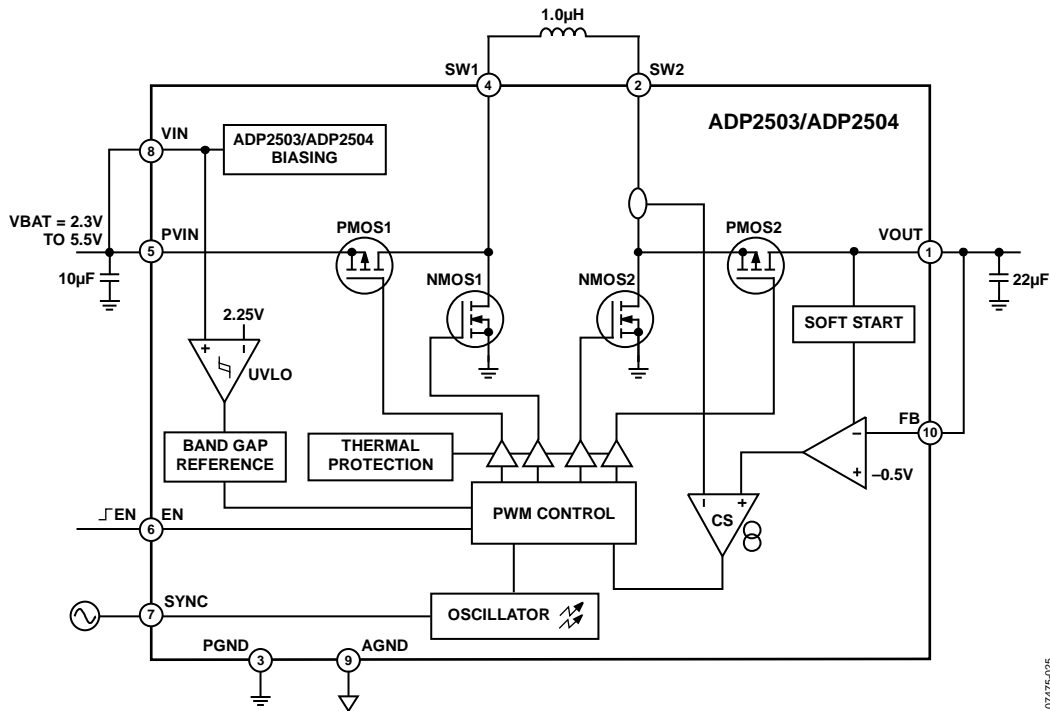 1.0µH
SW1
SW2
4
2
ADP2503/ADP2504
VIN
8
ADP2503/ADP2504
BIASING
VBAT = 2.3V
TO 5.5V
PVIN
5
PMOS1
PMOS2
VOUT
1
10µF
NMOS1
NMOS2
22µF
2.25V
SOFT START
+
–
UVLO
FB
10
BAND GAP
REFERENCE
THERMAL
PROTECTION
–
+
–0.5V
EN
EN
6
PWM CONTROL
–
+
CS
SYNC
7
OSCILLATOR
PGND
3
AGND
9
07475-025